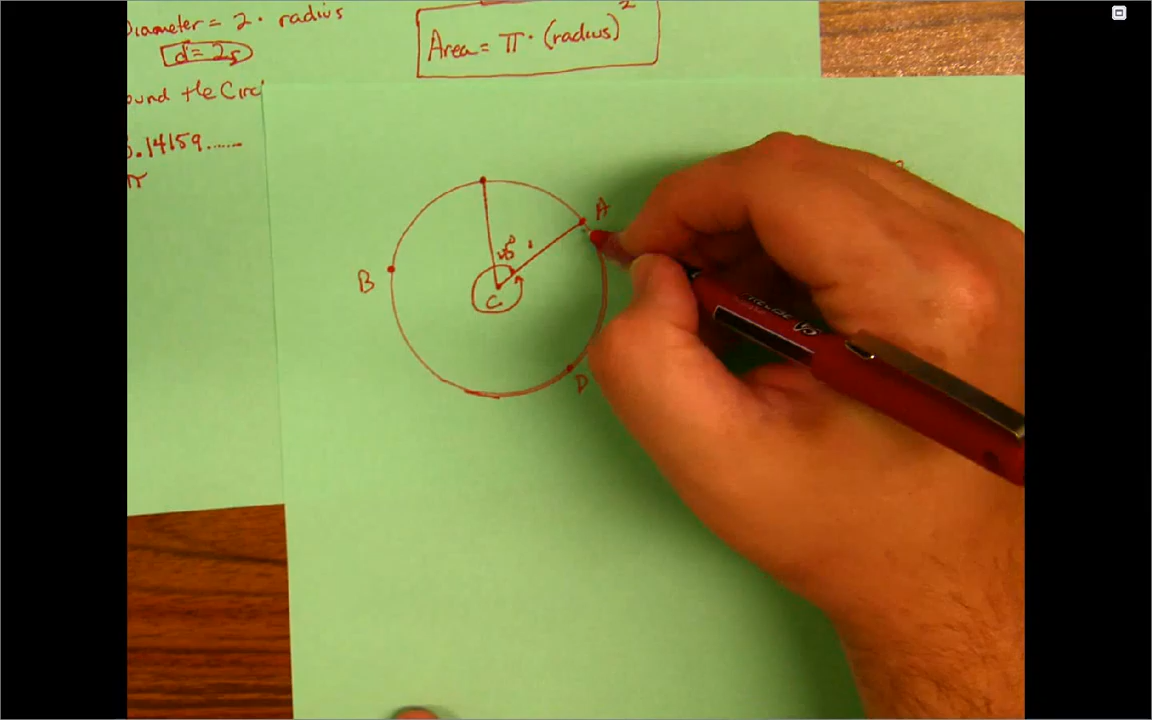 Diameter = 2 · radius
d = 2r
Area = π · (radius)²
ound the Circ
3.14159......
π
A
B
C
D